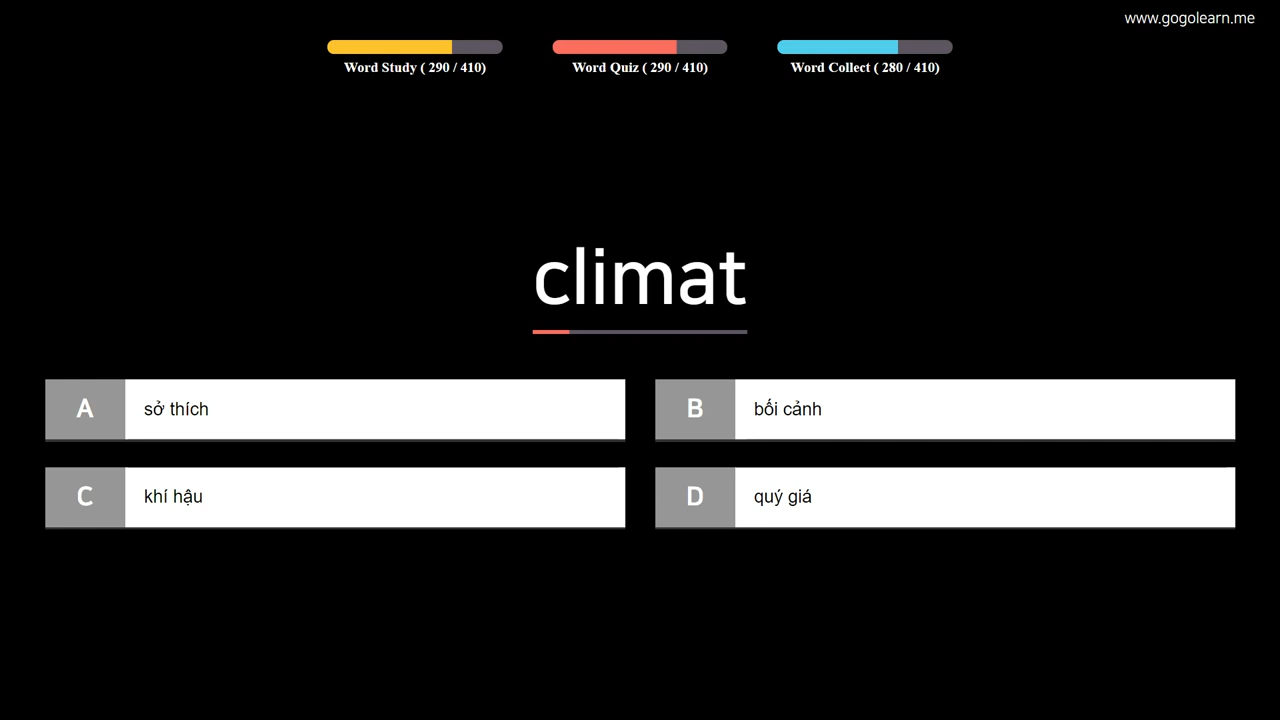 www.gogolearn.me
Word Study ( 290 / 410)
Word Quiz ( 290 / 410)
Word Collect ( 280 / 410)
climat
A sở thích
B bối cảnh
C khí hậu
D quý giá